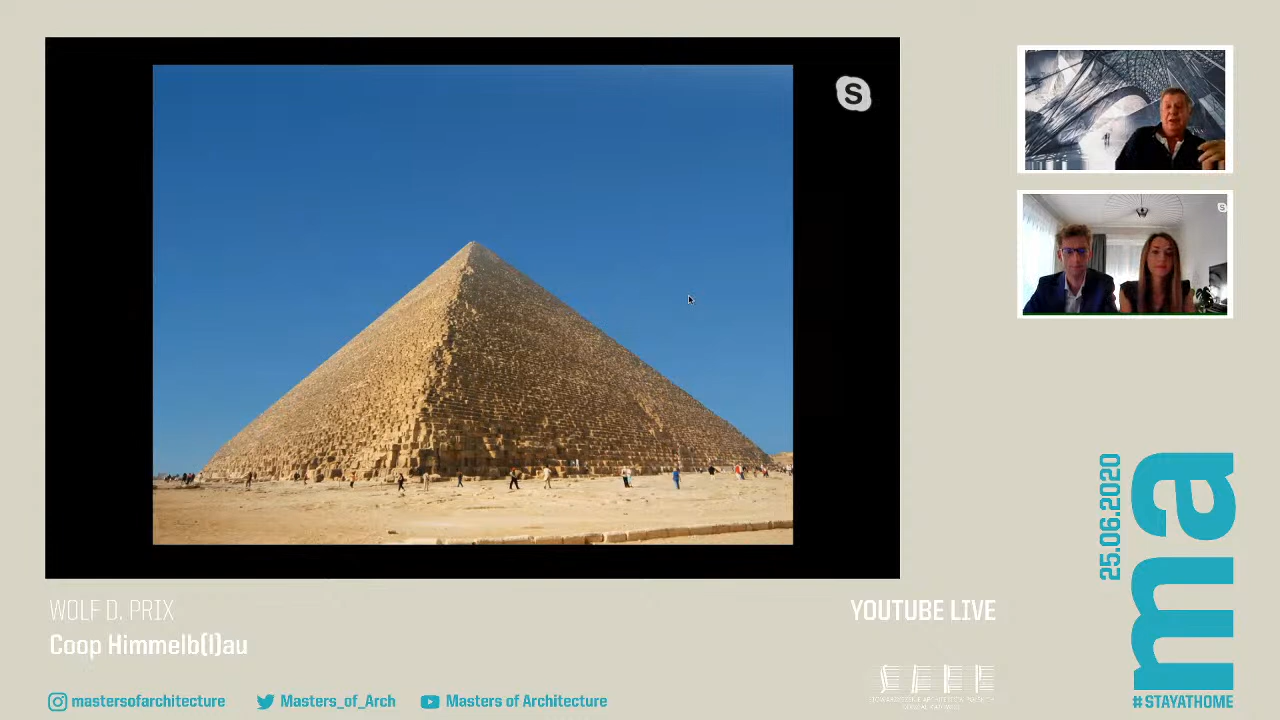 S
S
25.06.2020
ma
WOLF D. PRIX
Coop Himmelb(l)au
YOUTUBE LIVE
mastersofarchitecture
Masters_of_Arch
Masters of Architecture
#STAYATHOME